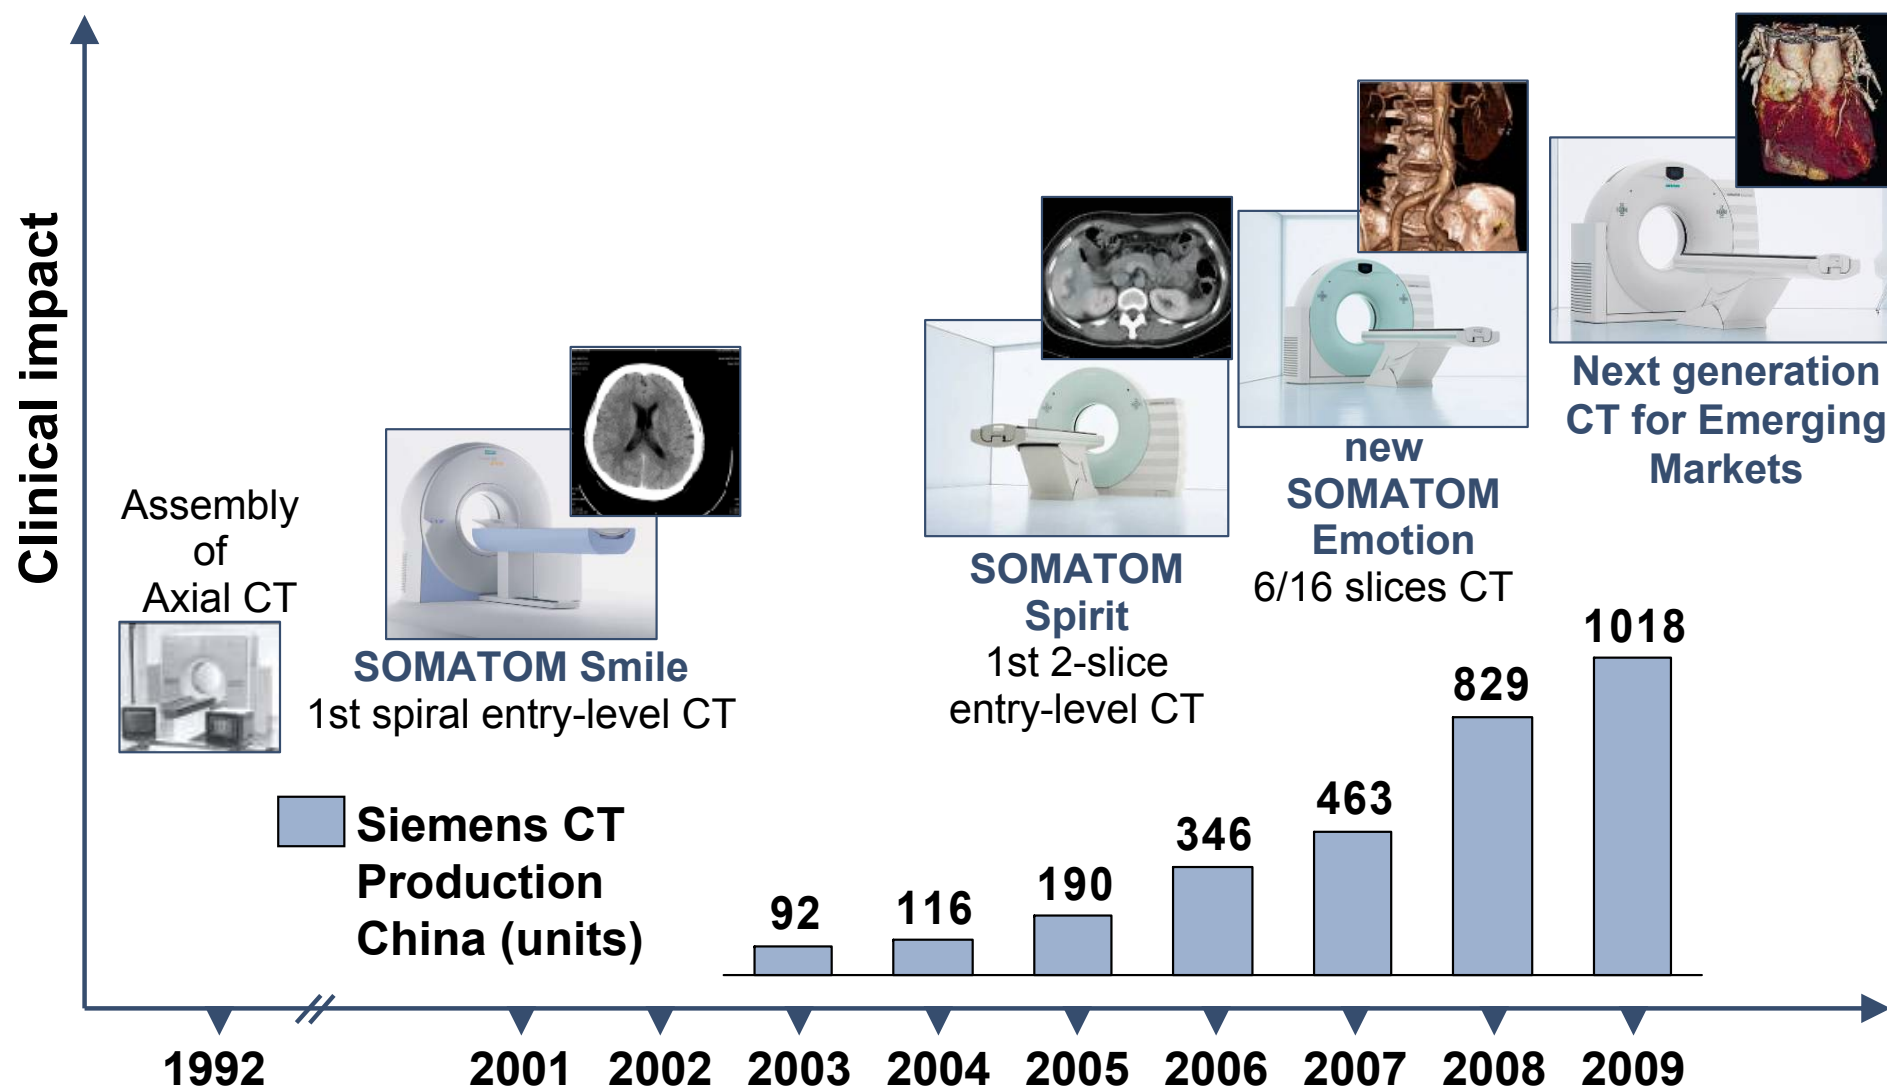 Clinical impact
Assembly
of
Axial CT
SOMATOM Smile
1st spiral entry-level CT
SOMATOM
Spirit
1st 2-slice
entry-level CT
new
SOMATOM
Emotion
6/16 slices CT
Next generation
CT for Emerging
Markets
Siemens CT
Production
China (units)
92
116
190
346
463
829
1018
1992
2001
2002
2003
2004
2005
2006
2007
2008
2009